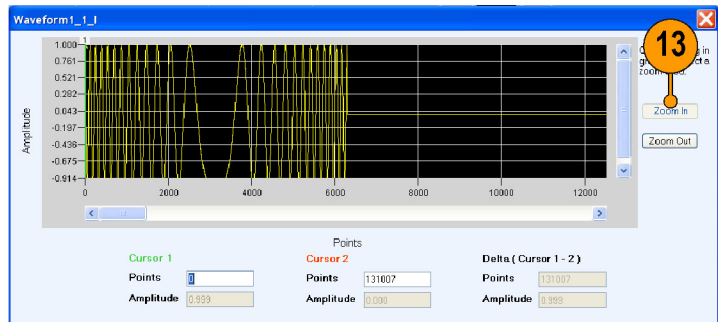 Waveform1_1_I
13
1.000
0.761
0.521
0.282
0.043
-0.197
-0.436
-0.675
-0.914
1
Amplitude
0 2000 4000 6000 8000 10000 12000
Points
in
zoom
Zoom In
Zoom Out
Cursor 1 Cursor 2 Delta ( Cursor 1 - 2 )
Points 0 Points 131007 Points 131007
Amplitude 0.999 Amplitude 0.000 Amplitude 0.999